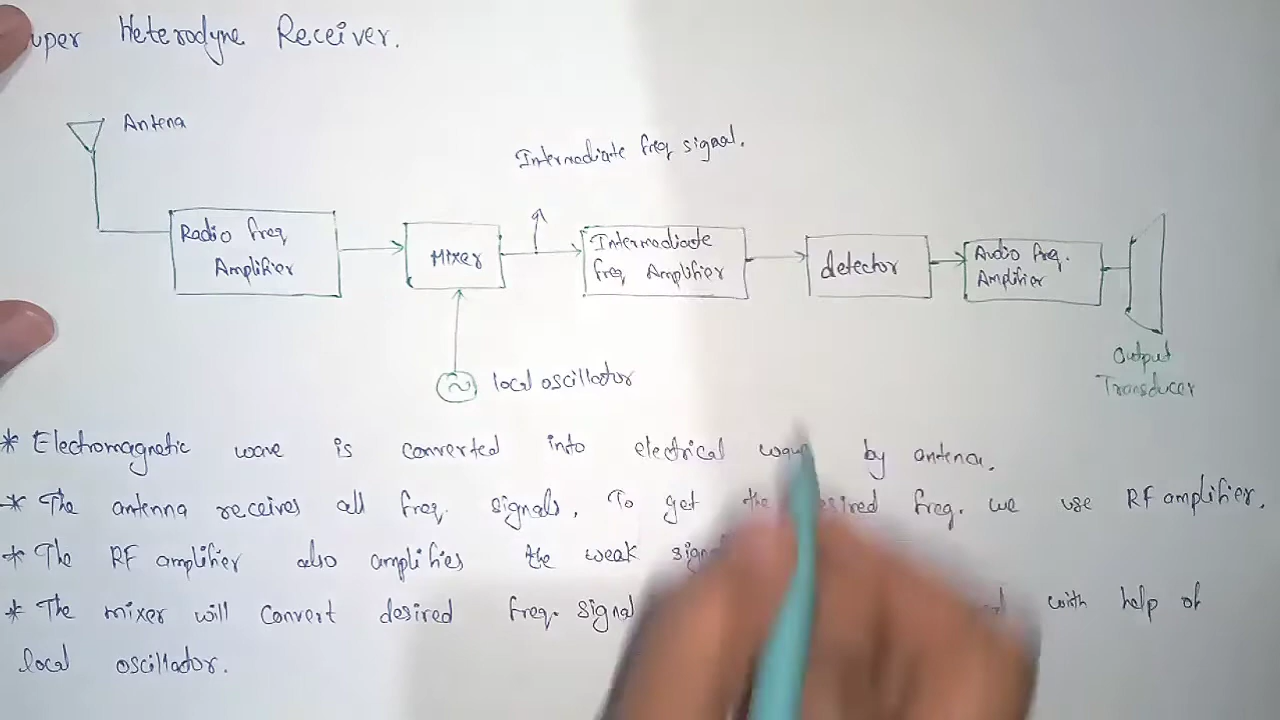 uper Heterodyne Receiver.
Antena
Intermediate freq signal.
Radio freq
Amplifier
Mixer
Intermediate
freq Amplifier
detector
Audio freq.
Amplifier
local oscillator
Output
Transducer
* Electromagnetic wave is converted into electrical wave by antena.
* The antenna receives all freq. signals, To get the desired freq. we use RF amplifier.
* The RF amplifier also amplifies the weak
* The mixer will convert desired freq. signal with help of
local oscillator.